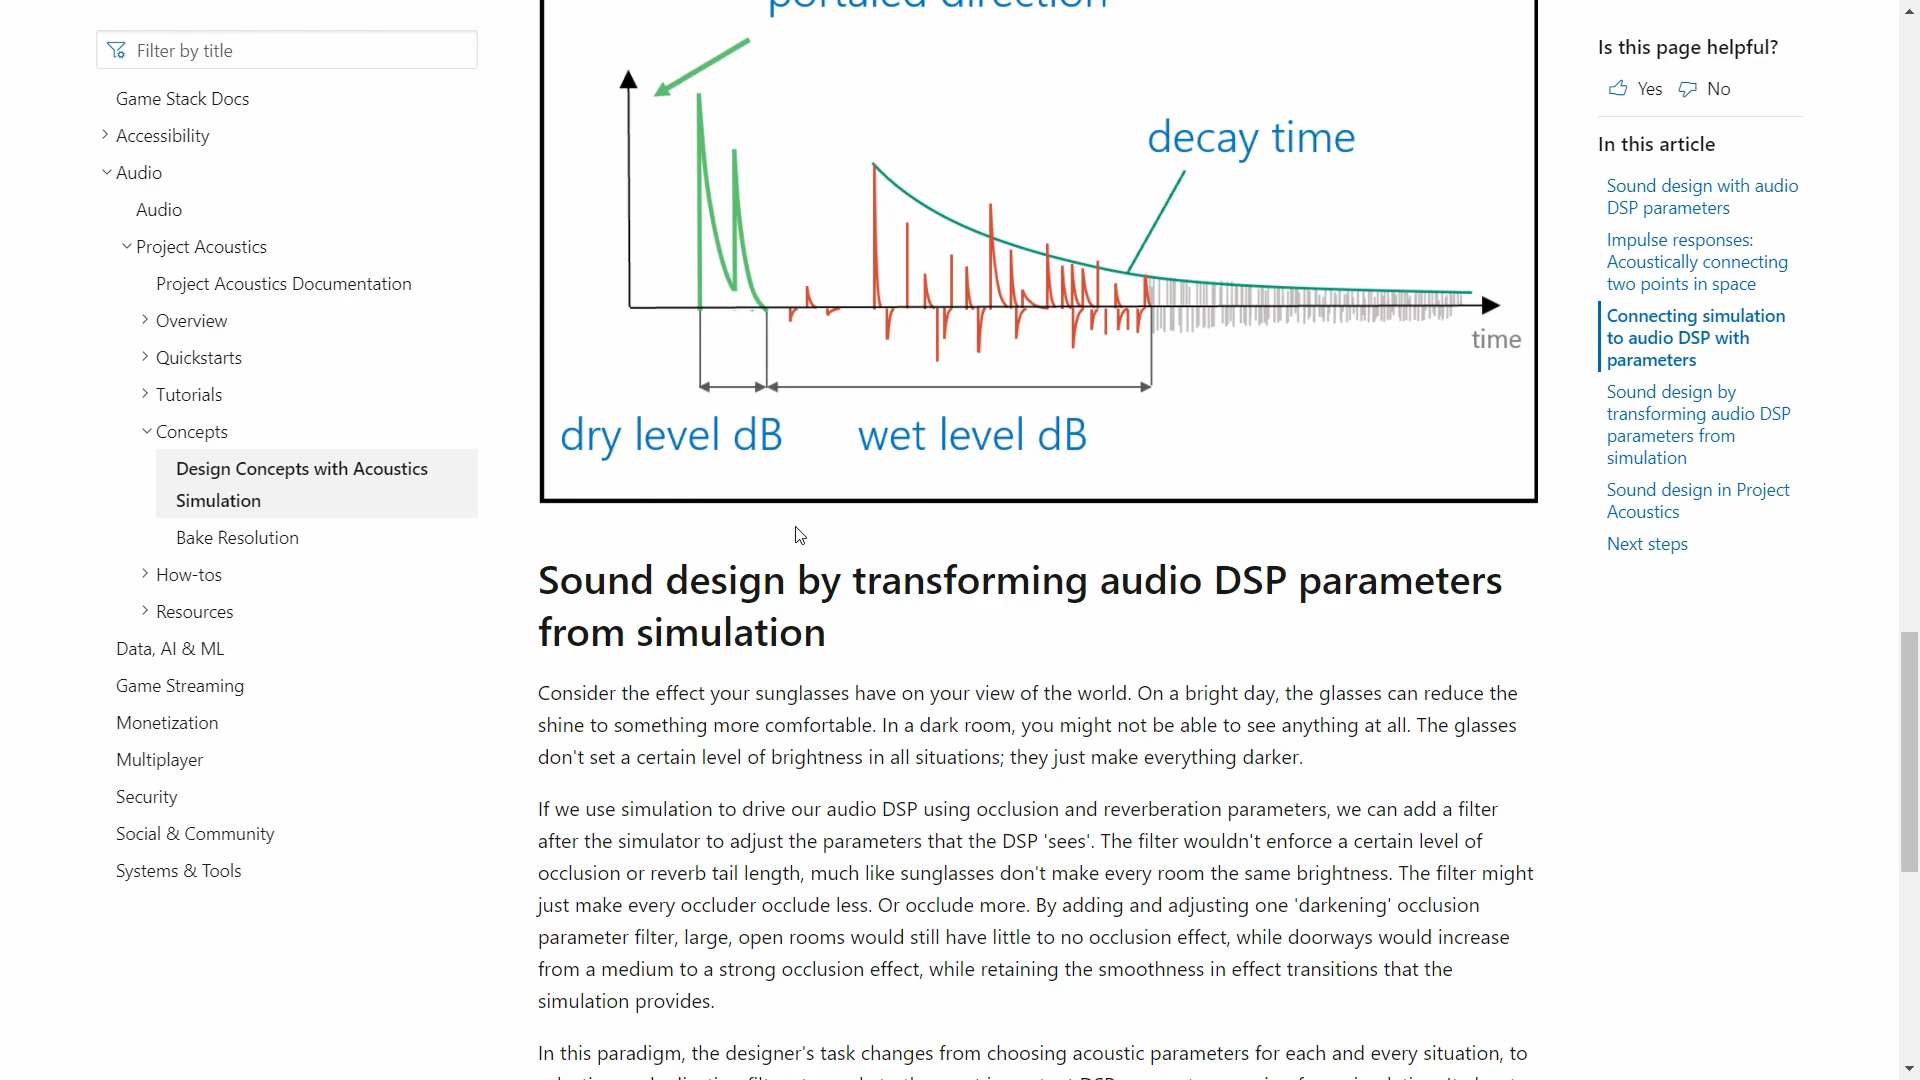 Filter by title
Game Stack Docs
Accessibility
Audio
Audio
Project Acoustics
Project Acoustics Documentation
Overview
Quickstarts
Tutorials
Concepts
Design Concepts with Acoustics
Simulation
Bake Resolution
How-tos
Resources
Data, AI & ML
Game Streaming
Monetization
Multiplayer
Security
Social & Community
Systems & Tools
portaled direction
decay time
time
dry level dB
wet level dB
Sound design by transforming audio DSP parameters
from simulation
Consider the effect your sunglasses have on your view of the world. On a bright day, the glasses can reduce the
shine to something more comfortable. In a dark room, you might not be able to see anything at all. The glasses
don't set a certain level of brightness in all situations; they just make everything darker.
If we use simulation to drive our audio DSP using occlusion and reverberation parameters, we can add a filter
after the simulator to adjust the parameters that the DSP 'sees'. The filter wouldn't enforce a certain level of
occlusion or reverb tail length, much like sunglasses don't make every room the same brightness. The filter might
just make every occluder occlude less. Or occlude more. By adding and adjusting one 'darkening' occlusion
parameter filter, large, open rooms would still have little to no occlusion effect, while doorways would increase
from a medium to a strong occlusion effect, while retaining the smoothness in effect transitions that the
simulation provides.
In this paradigm, the designer's task changes from choosing acoustic parameters for each and every situation, to
Is this page helpful?
Yes
No
In this article
Sound design with audio
DSP parameters
Impulse responses:
Acoustically connecting
two points in space
Connecting simulation
to audio DSP with
parameters
Sound design by
transforming audio DSP
parameters from
simulation
Sound design in Project
Acoustics
Next steps